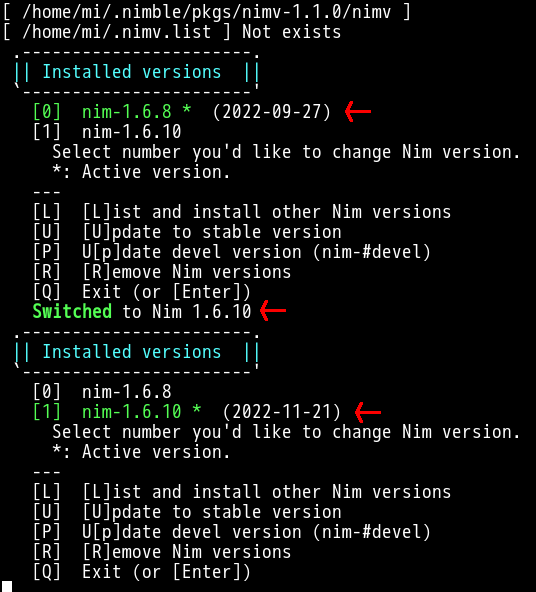 [ /home/mi/.nimble/pkgs/nimv-1.1.0/nimv ]
[ /home/mi/.nimv.list ] Not exists
.-----------------------.
|| Installed versions  ||
`-----------------------'
[0]  nim-1.6.8 *  (2022-09-27)
[1]  nim-1.6.10
Select number you'd like to change Nim version.
*: Active version.
---
[L]  [L]ist and install other Nim versions
[U]  [U]pdate to stable version
[P]  U[p]date devel version (nim-#devel)
[R]  [R]emove Nim versions
[Q]  Exit (or [Enter])
Switched to Nim 1.6.10
.-----------------------.
|| Installed versions  ||
`-----------------------'
[0]  nim-1.6.8
[1]  nim-1.6.10 *  (2022-11-21)
Select number you'd like to change Nim version.
*: Active version.
---
[L]  [L]ist and install other Nim versions
[U]  [U]pdate to stable version
[P]  U[p]date devel version (nim-#devel)
[R]  [R]emove Nim versions
[Q]  Exit (or [Enter])